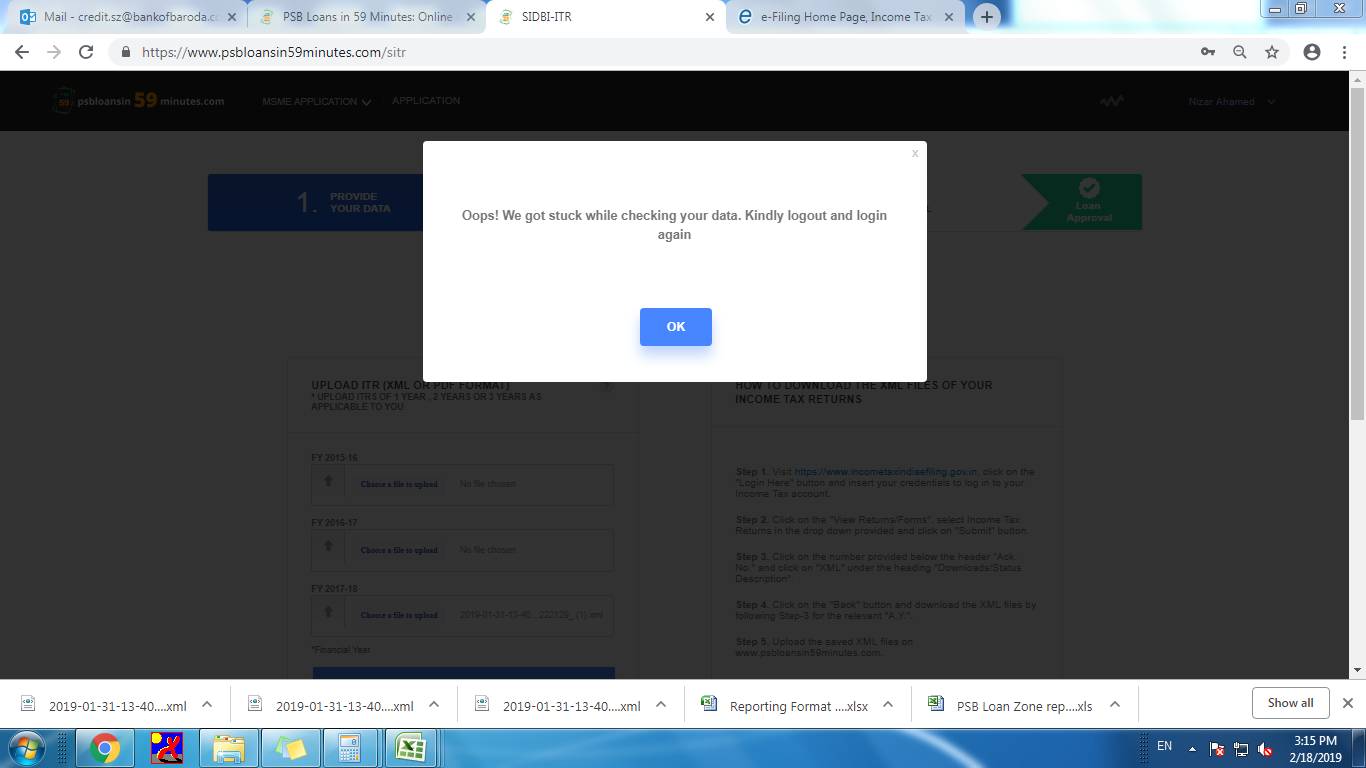 Mail - credit.sz@bankofbaroda.co
PSB Loans in 59 Minutes: Online
SIDBI-ITR
e-Filing Home Page, Income Tax
https://www.psbloansin59minutes.com/sitr
psbloansin 59 minutes.com
MSME APPLICATION
APPLICATION
Nizar Ahamed
1. PROVIDE
YOUR DATA
Loan
Approval
x
Oops! We got stuck while checking your data. Kindly logout and login
again
OK
UPLOAD ITR (XML OR PDF FORMAT)
* UPLOAD ITRS OF 1 YEAR , 2 YEARS OR 3 YEARS AS
APPLICABLE TO YOU
FY 2015-16
Choose a file to upload No file chosen
FY 2016-17
Choose a file to upload No file chosen
FY 2017-18
Choose a file to upload 2019-01-31-13-40...222129_ (1).xml
*Financial Year
HOW TO DOWNLOAD THE XML FILES OF YOUR
INCOME TAX RETURNS
Step 1. Visit https://www.incometaxindiaefiling.gov.in, click on the
"Login Here" button and insert your credentials to log in to your
Income Tax account.
Step 2. Click on the "View Returns/Forms", select Income Tax
Returns in the drop down provided and click on "Submit" button.
Step 3. Click on the number provided below the header "Ack.
No." and click on "XML" under the heading "Downloads/Status
Description".
Step 4. Click on the "Back" button and download the XML files by
following Step-3 for the relevant "A.Y.".
Step 5. Upload the saved XML files on
www.psbloansin59minutes.com.
2019-01-31-13-40....xml
2019-01-31-13-40....xml
2019-01-31-13-40....xml
Reporting Format ....xlsx
PSB Loan Zone rep....xls
Show all
EN
3:15 PM
2/18/2019